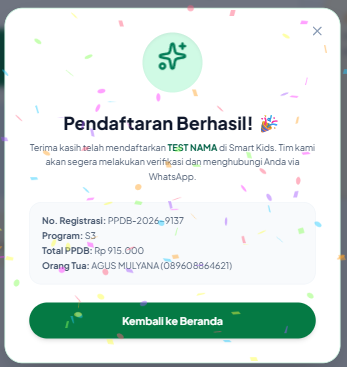 Pendaftaran Berhasil! 🎉
Terima kasih telah mendaftarkan TEST NAMA di Smart Kids. Tim kami
akan segera melakukan verifikasi dan menghubungi Anda via
WhatsApp.
No. Registrasi: PPDB-2026-9137
Program: S3
Total PPDB: Rp 915.000
Orang Tua: AGUS MULYANA (089608864621)
Kembali ke Beranda